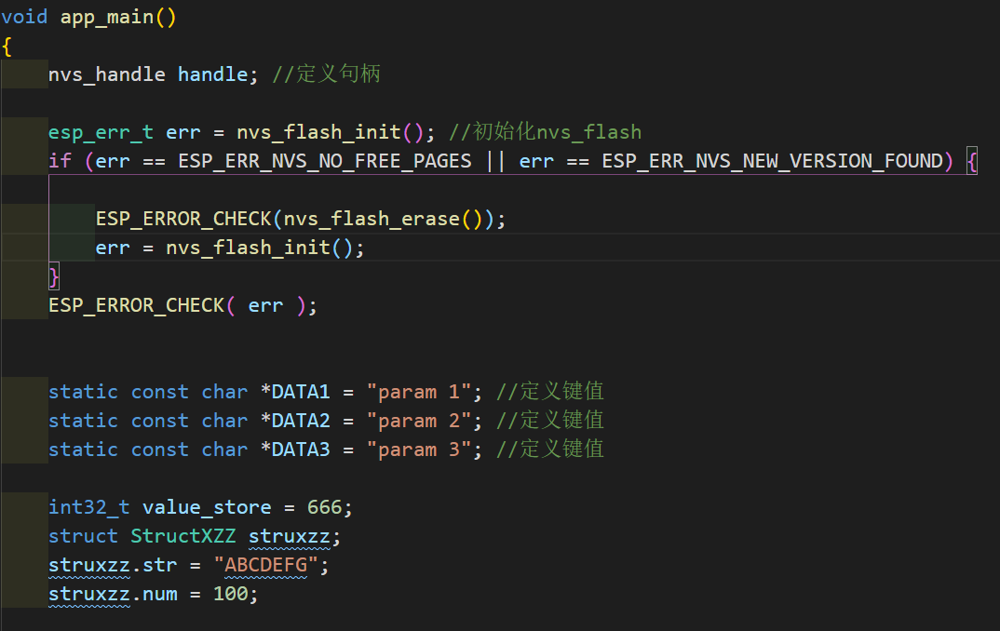 void app_main()
{
nvs_handle handle; //定义句柄
esp_err_t err = nvs_flash_init(); //初始化nvs_flash
if (err == ESP_ERR_NVS_NO_FREE_PAGES || err == ESP_ERR_NVS_NEW_VERSION_FOUND) {
ESP_ERROR_CHECK(nvs_flash_erase());
err = nvs_flash_init();
}
ESP_ERROR_CHECK( err );
static const char *DATA1 = "param 1"; //定义键值
static const char *DATA2 = "param 2"; //定义键值
static const char *DATA3 = "param 3"; //定义键值
int32_t value_store = 666;
struct StructXZZ struxzz;
struxzz.str = "ABCDEFG";
struxzz.num = 100;